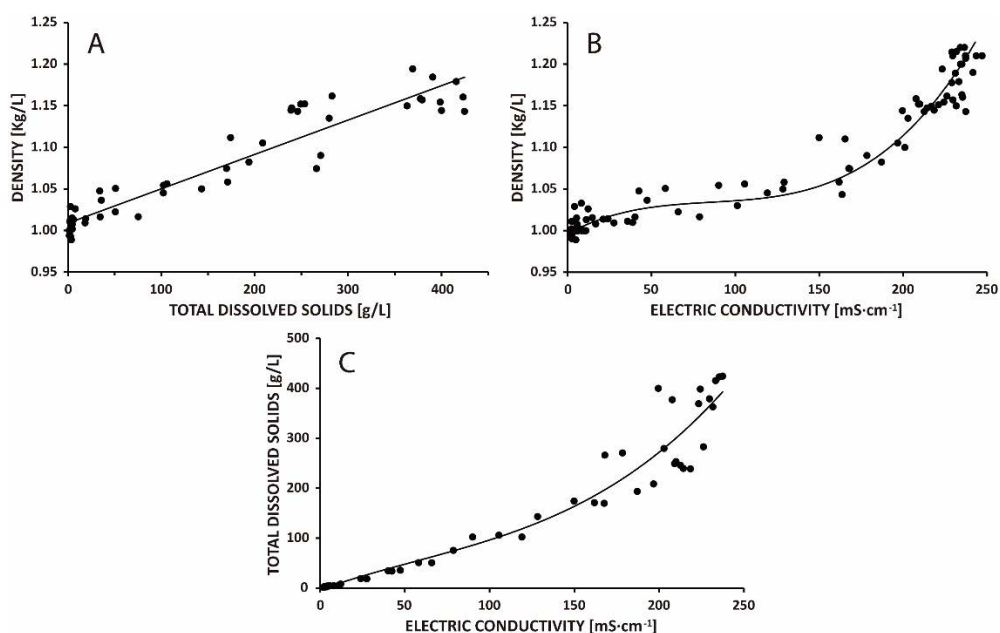 A
DENSITY [Kg/L]
1.25
1.20
1.15
1.10
1.05
1.00
0.95
0 100 200 300 400
TOTAL DISSOLVED SOLIDS [g/L]
B
DENSITY [Kg/L]
1.25
1.20
1.15
1.10
1.05
1.00
0.95
0 50 100 150 200 250
ELECTRIC CONDUCTIVITY [mS·cm⁻¹]
C
TOTAL DISSOLVED SOLIDS [g/L]
500
400
300
200
100
0
0 50 100 150 200 250
ELECTRIC CONDUCTIVITY [mS·cm⁻¹]